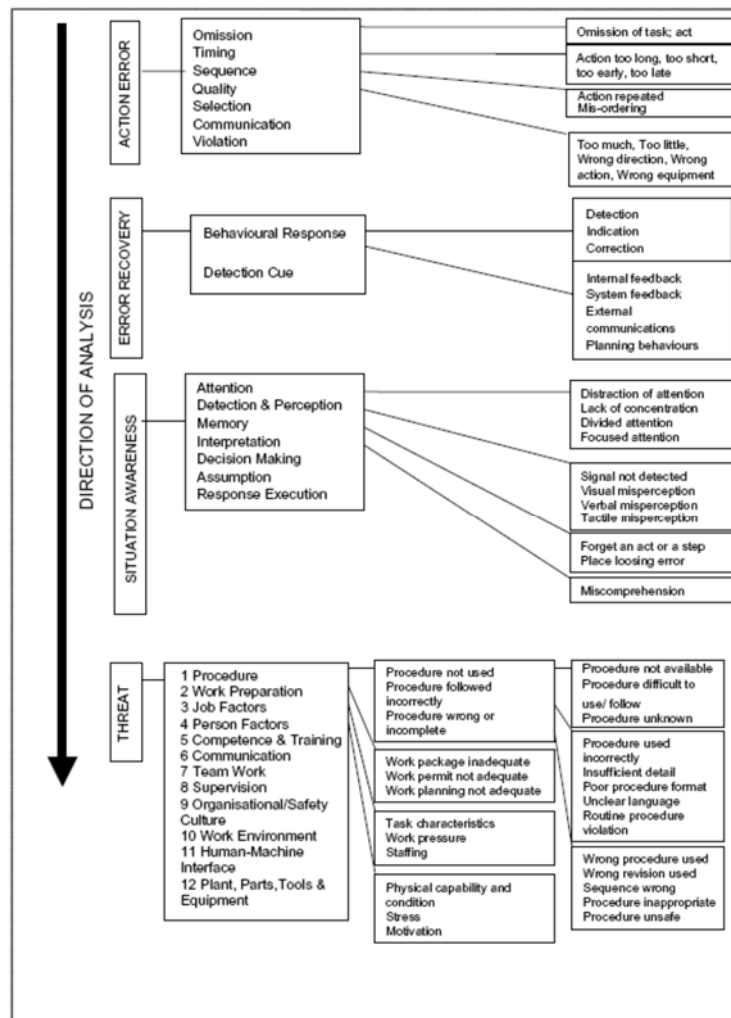 DIRECTION OF ANALYSIS
ACTION ERROR
Omission
Timing
Sequence
Quality
Selection
Communication
Violation
Omission of task; act
Action too long, too short,
too early, too late
Action repeated
Mis-ordering
Too much, Too little,
Wrong direction, Wrong
action, Wrong equipment
ERROR RECOVERY
Behavioural Response
Detection Cue
Detection
Indication
Correction
Internal feedback
System feedback
External
communications
Planning behaviours
SITUATION AWARENESS
Attention
Detection & Perception
Memory
Interpretation
Decision Making
Assumption
Response Execution
Distraction of attention
Lack of concentration
Divided attention
Focused attention
Signal not detected
Visual misperception
Verbal misperception
Tactile misperception
Forget an act or a step
Place loosing error
Miscomprehension
THREAT
1 Procedure
2 Work Preparation
3 Job Factors
4 Person Factors
5 Competence & Training
6 Communication
7 Team Work
8 Supervision
9 Organisational/Safety
Culture
10 Work Environment
11 Human-Machine
Interface
12 Plant, Parts,Tools &
Equipment
Procedure not used
Procedure followed
incorrectly
Procedure wrong or
incomplete
Work package inadequate
Work permit not adequate
Work planning not adequate
Task characteristics
Work pressure
Staffing
Physical capability and
condition
Stress
Motivation
Procedure not available
Procedure difficult to
use/ follow
Procedure unknown
Procedure used
incorrectly
Insufficient detail
Poor procedure format
Unclear language
Routine procedure
violation
Wrong procedure used
Wrong revision used
Sequence wrong
Procedure inappropriate
Procedure unsafe